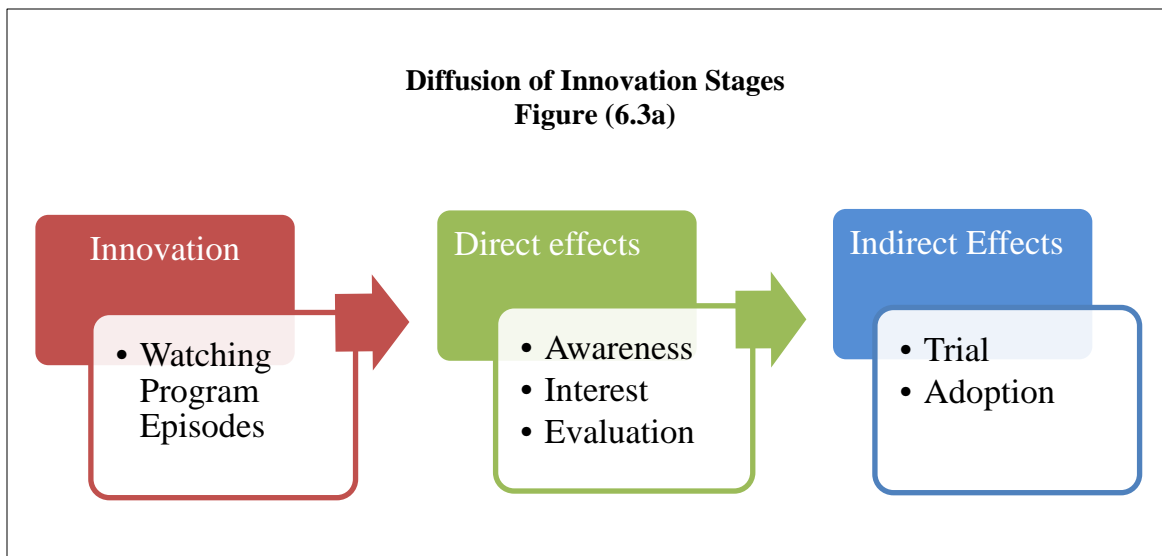 Diffusion of Innovation Stages
Figure (6.3a)
Innovation
• Watching
Program
Episodes
Direct effects
• Awareness
• Interest
• Evaluation
Indirect Effects
• Trial
• Adoption